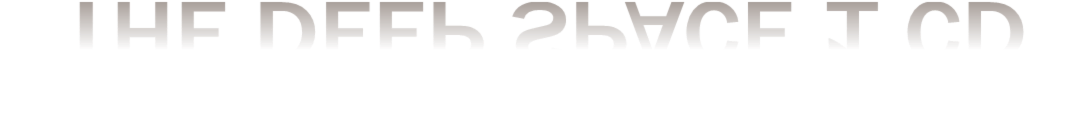 THE DEEP SPACE 1 CD